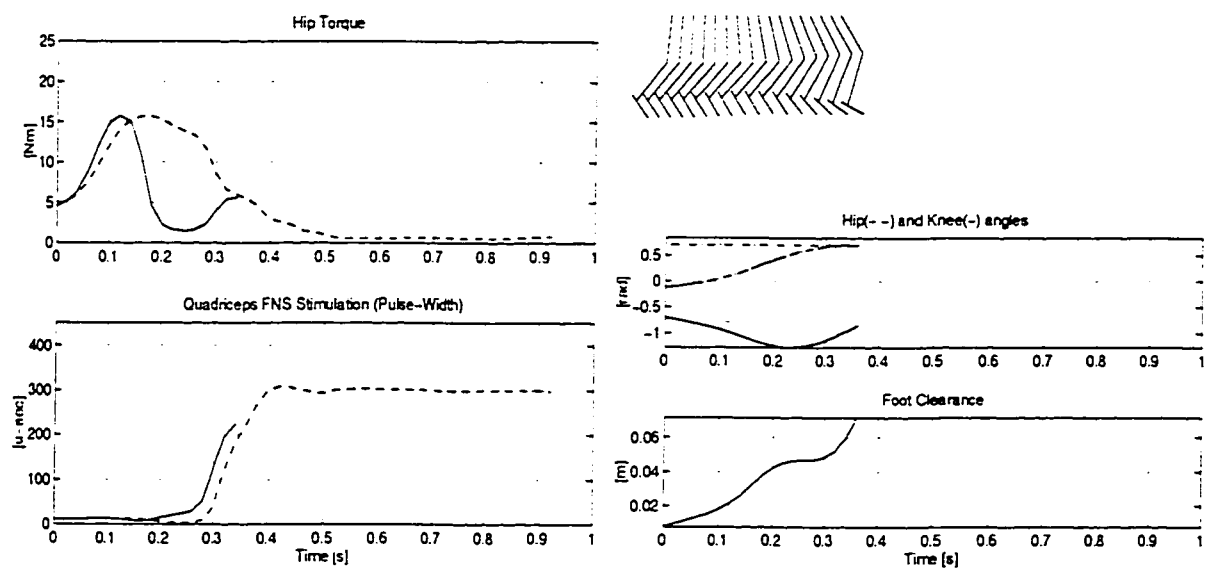 Hip Torque
25
20
15
10
5
0
[Nm]
0 0.1 0.2 0.3 0.4 0.5 0.6 0.7 0.8 0.9 1
Quadriceps FNS Stimulation (Pulse-Width)
400
300
200
100
0
0 0.1 0.2 0.3 0.4 0.5 0.6 0.7 0.8 0.9 1
Time [s]
Hip(- -) and Knee(-) angles
0.5
0
-0.5
-1
0 0.1 0.2 0.3 0.4 0.5 0.6 0.7 0.8 0.9 1
Foot Clearance
0.06
0.04
0.02
[m]
0 0.1 0.2 0.3 0.4 0.5 0.6 0.7 0.8 0.9 1
Time [s]